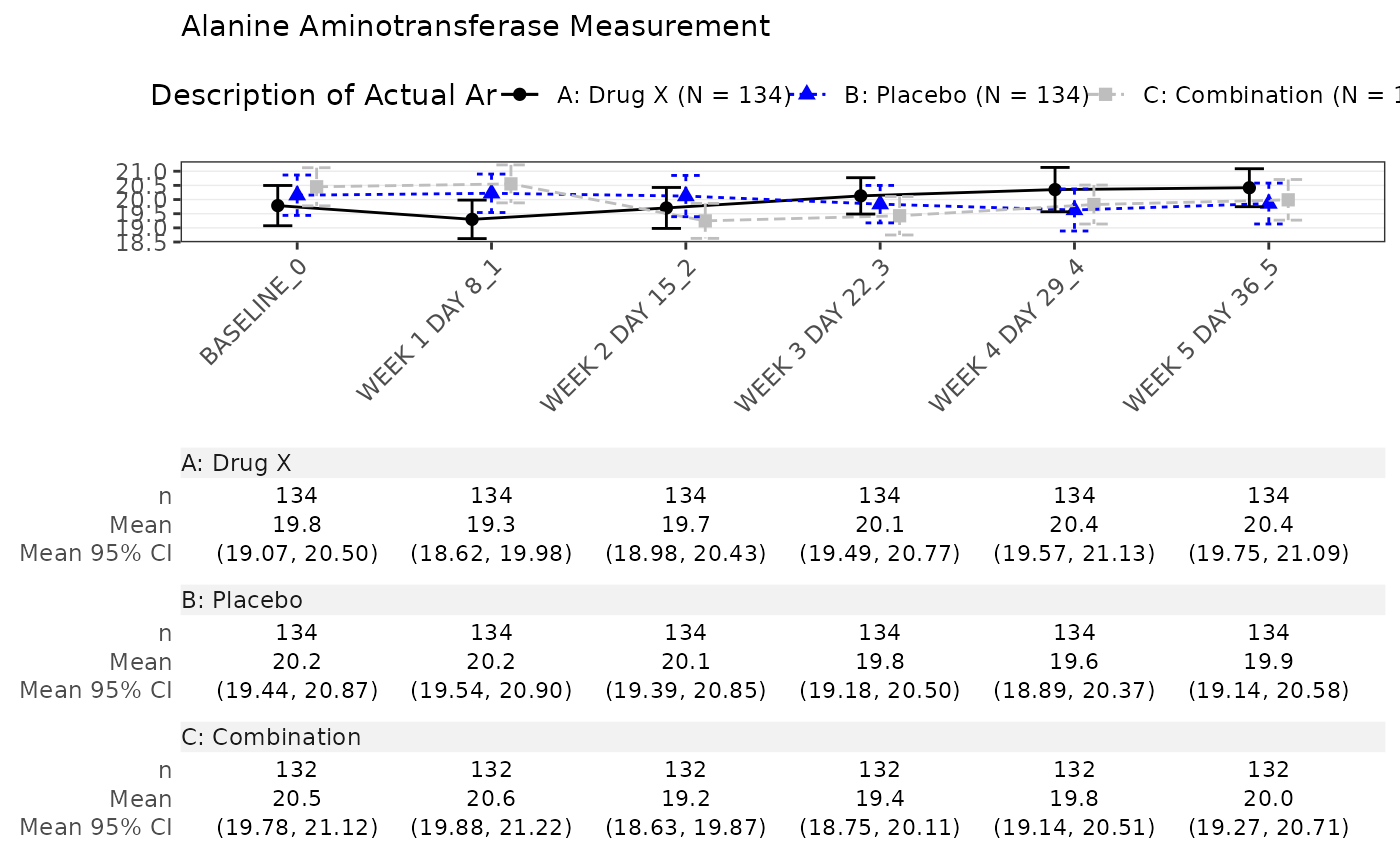 Alanine Aminotransferase Measurement
Description of Actual Ar A: Drug X (N = 134) B: Placebo (N = 134) C: Combination (N = 1
21.0
20.5
20.0
19.5
19.0
18.5
BASELINE_0 WEEK 1 DAY 8_1 WEEK 2 DAY 15_2 WEEK 3 DAY 22_3 WEEK 4 DAY 29_4 WEEK 5 DAY 36_5
A: Drug X
n 134 134 134 134 134 134
Mean 19.8 19.3 19.7 20.1 20.4 20.4
Mean 95% CI (19.07, 20.50) (18.62, 19.98) (18.98, 20.43) (19.49, 20.77) (19.57, 21.13) (19.75, 21.09)
B: Placebo
n 134 134 134 134 134 134
Mean 20.2 20.2 20.1 19.8 19.6 19.9
Mean 95% CI (19.44, 20.87) (19.54, 20.90) (19.39, 20.85) (19.18, 20.50) (18.89, 20.37) (19.14, 20.58)
C: Combination
n 132 132 132 132 132 132
Mean 20.5 20.6 19.2 19.4 19.8 20.0
Mean 95% CI (19.78, 21.12) (19.88, 21.22) (18.63, 19.87) (18.75, 20.11) (19.14, 20.51) (19.27, 20.71)